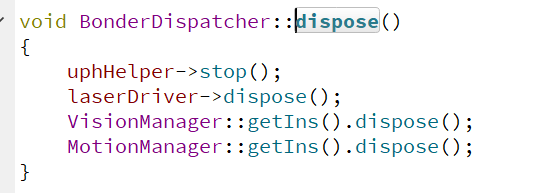 void BonderDispatcher::dispose()
{
    uphHelper->stop();
    laserDriver->dispose();
    VisionManager::getIns().dispose();
    MotionManager::getIns().dispose();
}